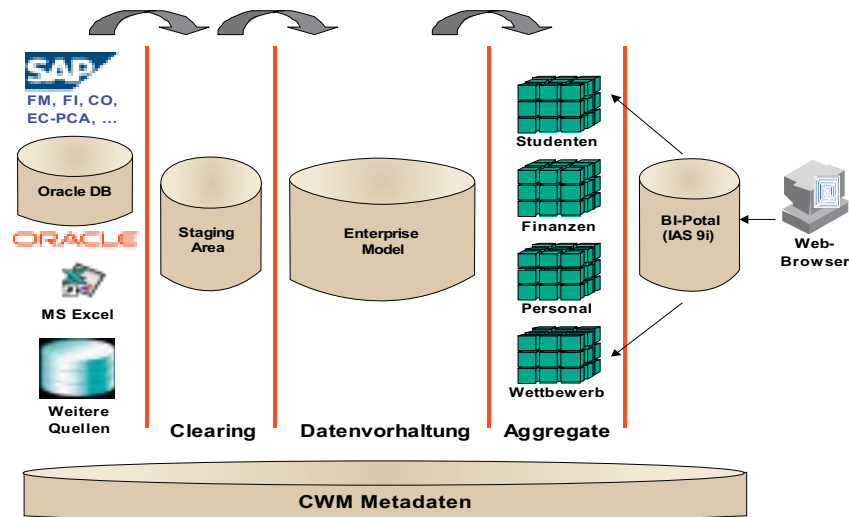 SAP
FM, FI, CO,
EC-PCA, ...
Oracle DB
ORACLE
MS Excel
Weitere
Quellen
Staging
Area
Clearing
Enterprise
Model
Datenvorhaltung
Studenten
Finanzen
Personal
Wettbewerb
Aggregate
BI-Potal
(IAS 9i)
Web-
Browser
CWM Metadaten